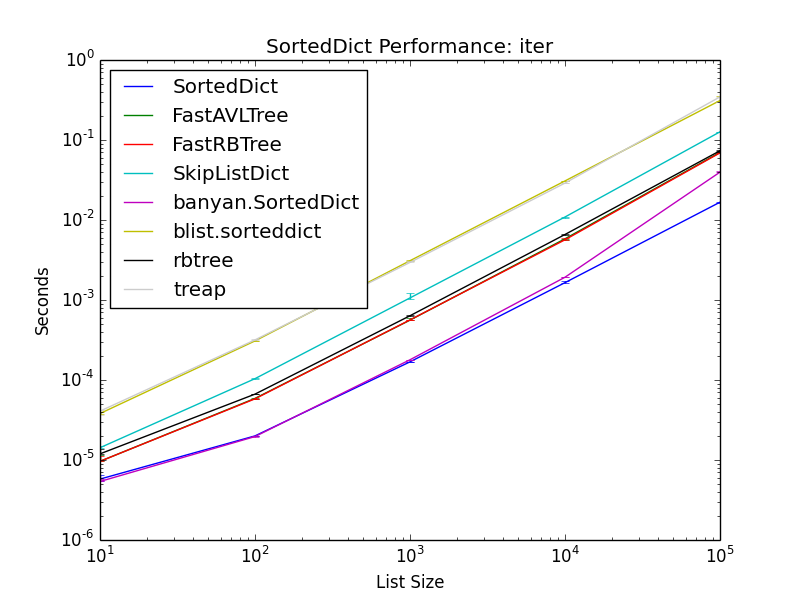 SortedDict Performance: iter
10^0
10^-1
10^-2
10^-3
10^-4
10^-5
10^-6
Seconds
SortedDict
FastAVLTree
FastRBTree
SkipListDict
banyan.SortedDict
blist.sorteddict
rbtree
treap
10^1 10^2 10^3 10^4 10^5
List Size